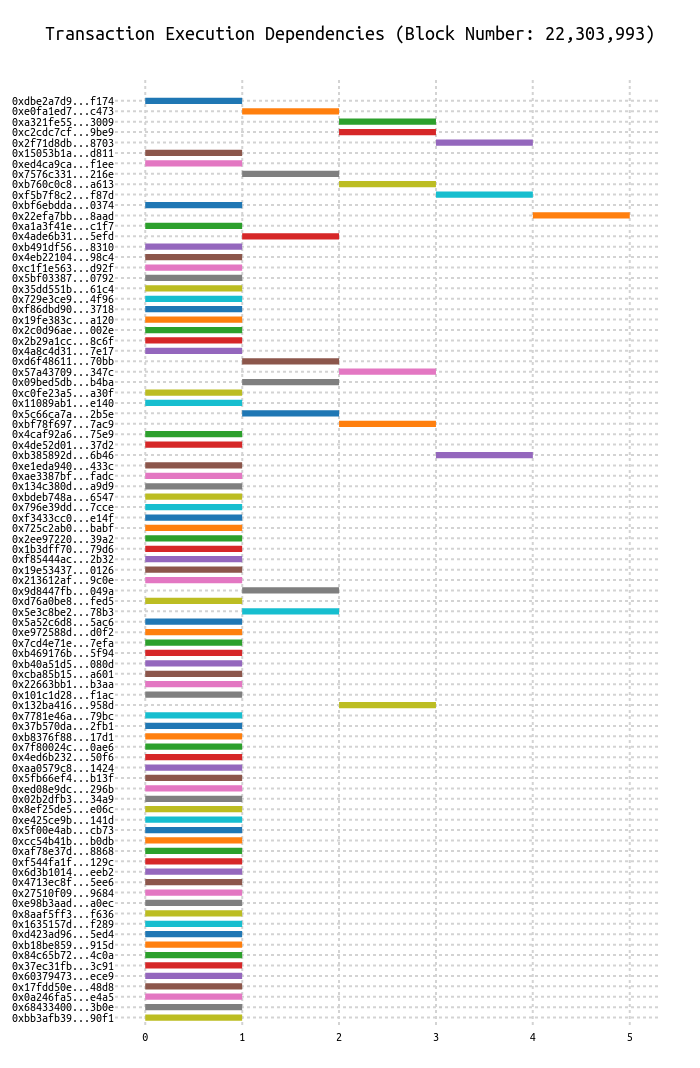 Transaction Execution Dependencies (Block Number: 22,303,993)
0xdbe2a7d9...f174
0xe0fa1ed7...c473
0xa321fe55...3009
0xc2cdc7cf...9be9
0x2f71d8db...8703
0x15053b1a...d811
0xed4ca9ca...f1ee
0x7576c331...216e
0xb760c0c8...a613
0xf5b7f8c2...f87d
0xbf6ebdda...0374
0x22efa7bb...8aad
0xa1a3f41e...c1f7
0x4ade6b31...5efd
0xb491df56...8310
0x4eb22104...98c4
0xc1f1e563...d92f
0x5bf03387...0792
0x35dd551b...61c4
0x729e3ce9...4f96
0xf86dbd90...3718
0x19fe383c...a120
0x2c0d96ae...002e
0x2b29a1cc...8c6f
0x4a8c4d31...7e17
0xd6f48611...70bb
0x57a43709...347c
0x09bed5db...b4ba
0xc0fe23a5...a30f
0x11089ab1...e140
0x5c66ca7a...2b5e
0xbf78f697...7ac9
0x4caf92a6...75e9
0x4de52d01...37d2
0xb385892d...6b46
0xe1eda940...433c
0xae3387bf...fadc
0x134c380d...a9d9
0xbdeb748a...6547
0x796e39dd...7cce
0xf3433cc0...e14f
0x725c2ab0...babf
0x2ee97220...39a2
0x1b3dff70...79d6
0xf85444ac...2b32
0x19e53437...0126
0x213612af...9c0e
0x9d8447fb...049a
0xd76a0be8...fed5
0x5e3c8be2...78b3
0x5a52c6d8...5ac6
0xe972588d...d0f2
0x7cd4e71e...7efa
0xb469176b...5f94
0xb40a51d5...080d
0xcba85b15...a601
0x22663bb1...b3aa
0x101c1d28...f1ac
0x132ba416...958d
0x7781e46a...79bc
0x37b570da...2fb1
0xb8376f88...17d1
0x7f80024c...0ae6
0x4ed6b232...50f6
0xaa0579c8...1424
0x5fb66ef4...b13f
0xed08e9dc...296b
0x02b2dfb3...34a9
0x8ef25de5...e06c
0xe425ce9b...141d
0x5f00e4ab...cb73
0xcc54b41b...b0db
0xaf78e37d...8868
0xf544fa1f...129c
0x6d3b1014...eeb2
0x4713ec8f...5ee6
0x27510f09...9684
0xe98b3aad...a0ec
0x8aaf5ff3...f636
0x1635157d...f289
0xd423ad96...5ed4
0xb18be859...915d
0x84c65b72...4c0a
0x37ec31fb...3c91
0x60379473...ece9
0x17fdd50e...48d8
0x0a246fa5...e4a5
0x68433400...3b0e
0xbb3afb39...90f1
0 1 2 3 4 5